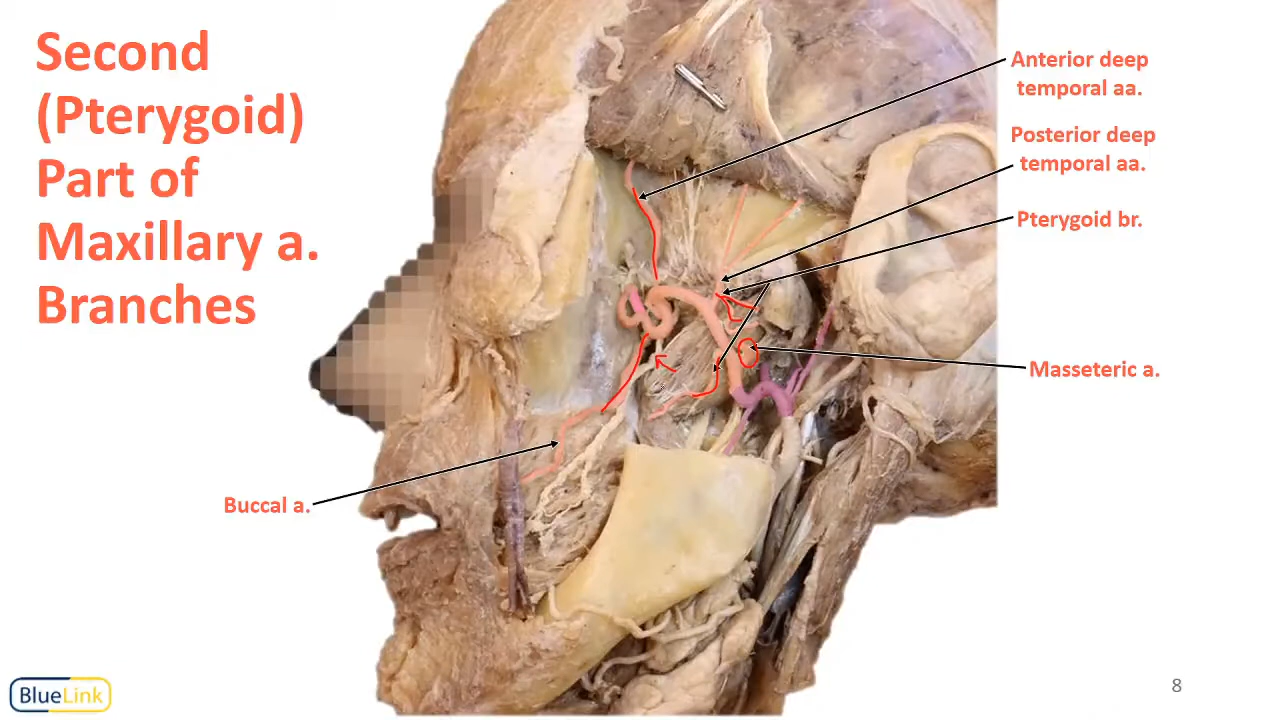 Second
(Pterygoid)
Part of
Maxillary a.
Branches
Anterior deep
temporal aa.
Posterior deep
temporal aa.
Pterygoid br.
Masseteric a.
Buccal a.
BlueLink
8